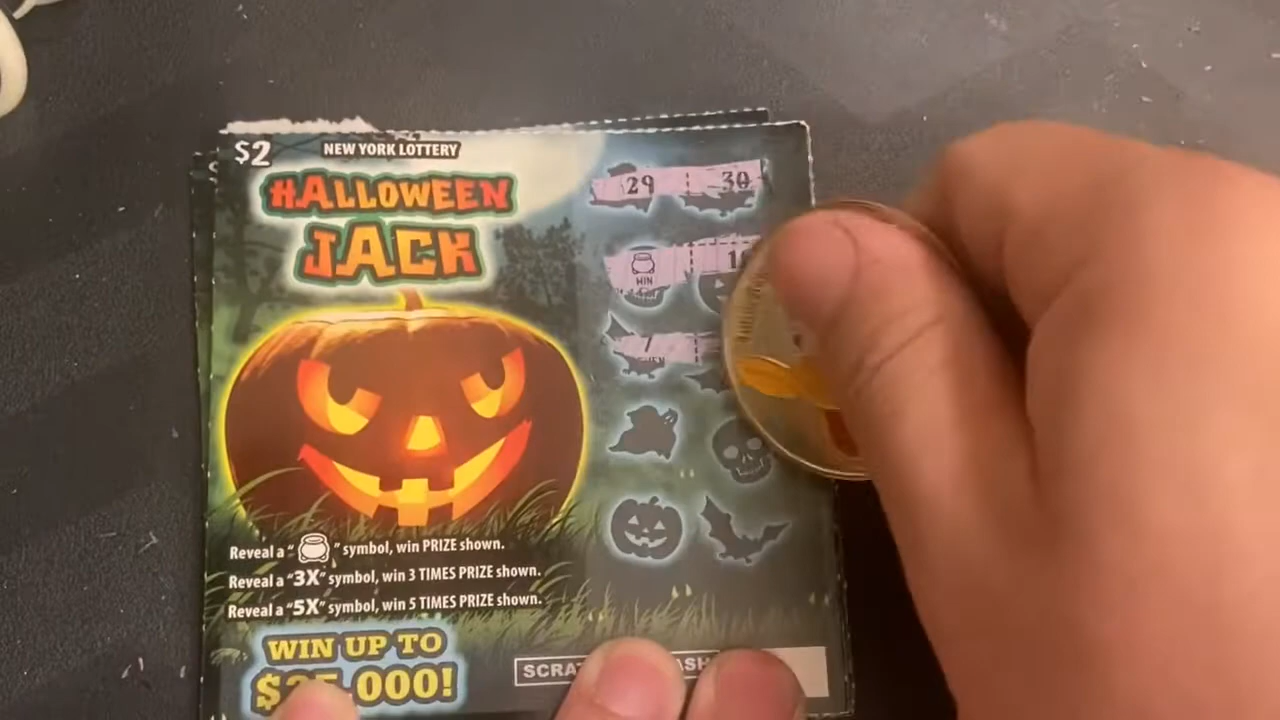 $2 NEW YORK LOTTERY
HALLOWEEN
JACK
29 30
WIN
7
Reveal a " " symbol, win PRIZE shown.
Reveal a "3X" symbol, win 3 TIMES PRIZE shown.
Reveal a "5X" symbol, win 5 TIMES PRIZE shown.
WIN UP TO
,000!